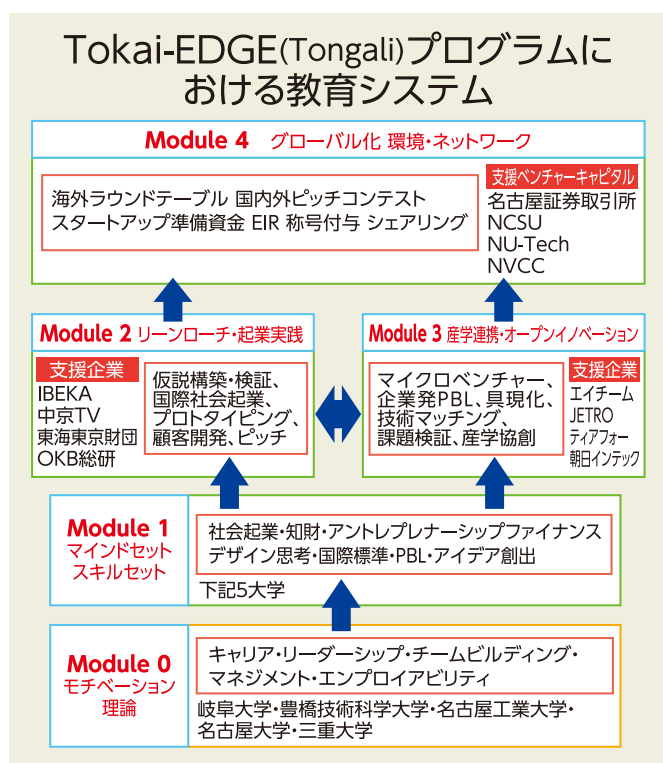 Tokai-EDGE(Tongali)プログラムに
おける教育システム
Module 4 グローバル化 環境・ネットワーク
海外ラウンドテーブル 国内外ピッチコンテスト
スタートアップ準備資金 EIR 称号付与 シェアリング
支援ベンチャーキャピタル
名古屋証券取引所
NCSU
NU-Tech
NVCC
Module 2 リーンローチ・起業実践
支援企業
IBEKA
中京TV
東海東京財団
OKB総研
仮説構築・検証、
国際社会起業、
プロトタイピング、
顧客開発、ピッチ
Module 3 産学連携・オープンイノベーション
マイクロベンチャー、
企業発PBL、具現化、
技術マッチング、
課題検証、産学協創
支援企業
エイチーム
JETRO
ティアフォー
朝日インテック
Module 1
マインドセット
スキルセット
社会起業・知財・アントレプレナーシップファイナンス
デザイン思考・国際標準・PBL・アイデア創出
下記5大学
Module 0
モチベーション
理論
キャリア・リーダーシップ・チームビルディング・
マネジメント・エンプロイアビリティ
岐阜大学・豊橋技術科学大学・名古屋工業大学・
名古屋大学・三重大学